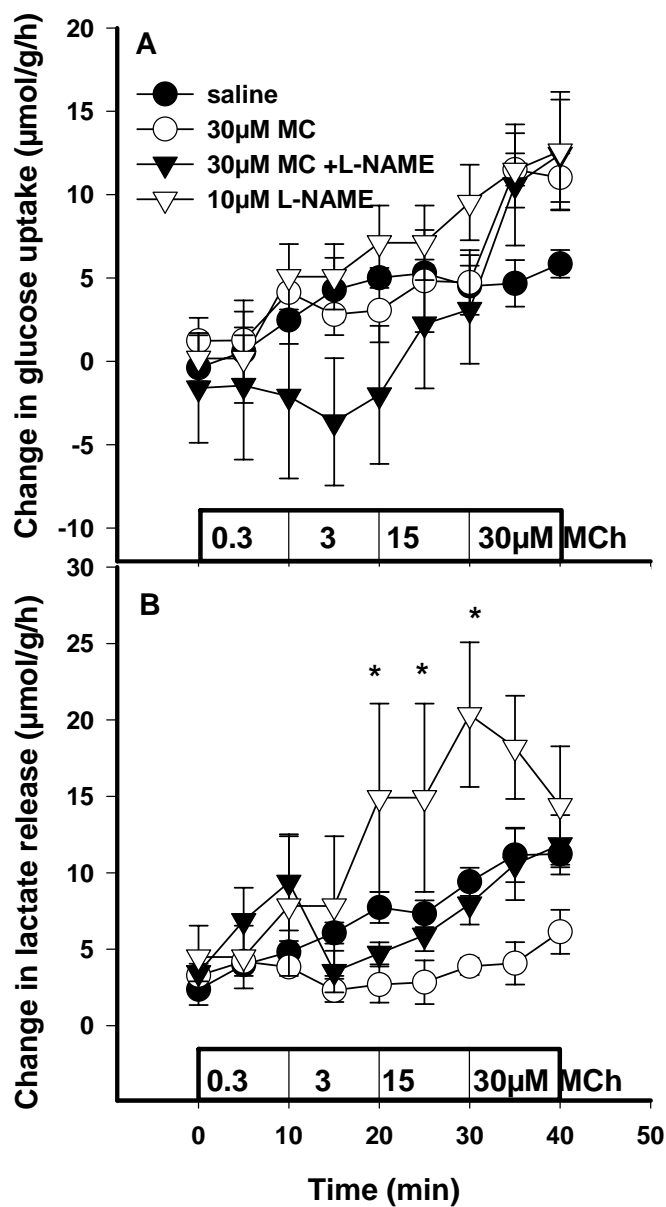 20
A
saline
30µM MC
30µM MC +L-NAME
10µM L-NAME
15
10
5
0
-5
-10
Change in glucose uptake (µmol/g/h)
0.3 3 15 30µM MCh
30
B
25
20
15
10
5
0
* * *
Change in lactate release (µmol/g/h)
0.3 3 15 30µM MCh
0 10 20 30 40 50
Time (min)